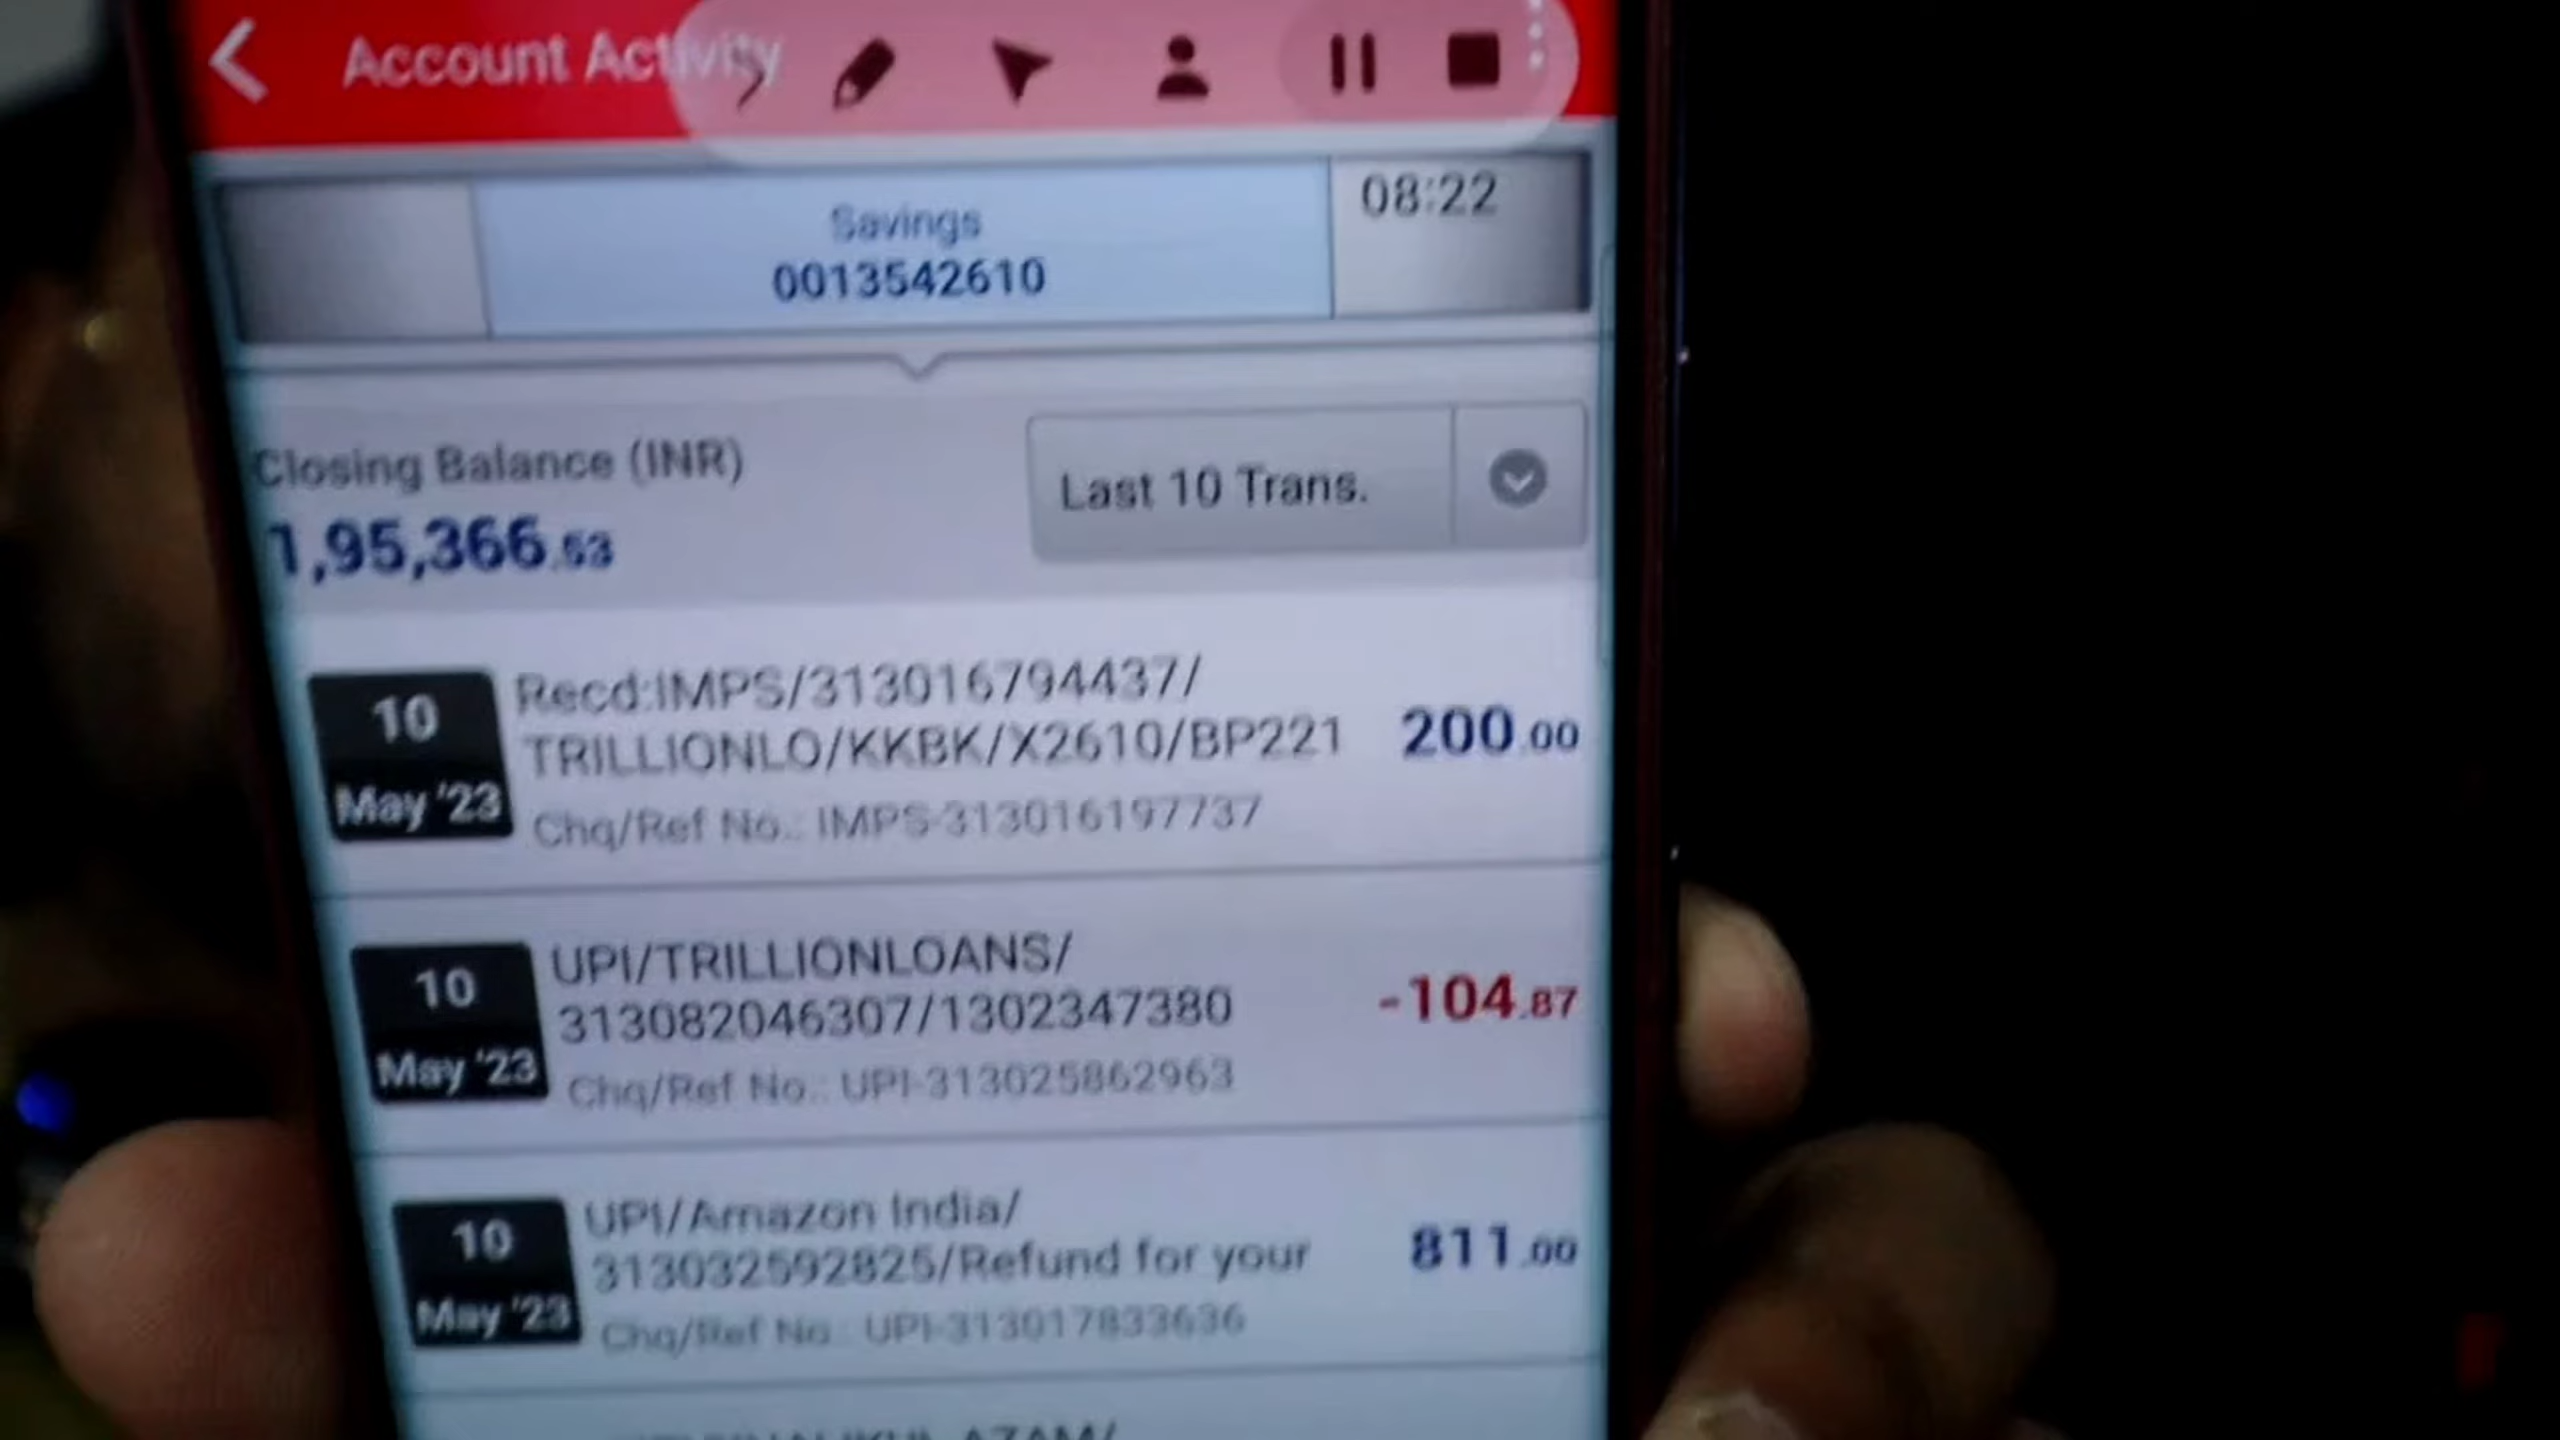 Account Activity
08:22
Savings
0013542610
Closing Balance (INR)
1,95,366.53
Last 10 Trans.
10
May '23
Recd:IMPS/313016794437/
TRILLIONLO/KKBK/X2610/BP221
200.00
Chq/Ref No.: IMPS-313016197737
10
May '23
UPI/TRILLIONLOANS/
313082046307/1302347380
-104.87
Chq/Ref No.: UPI-313025862963
10
May '23
UPI/Amazon India/
313032592825/Refund for your
811.00
Chq/Ref No.: UPI-313017833636
AZAM/